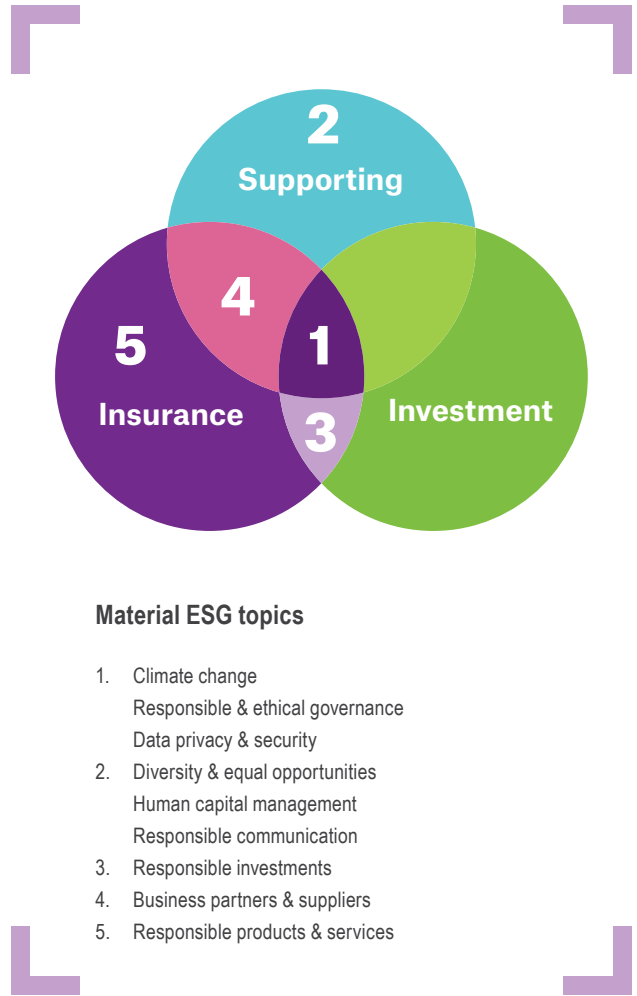 2
Supporting
4
1
5
Insurance
Investment
3
Material ESG topics
1. Climate change
Responsible & ethical governance
Data privacy & security
2. Diversity & equal opportunities
Human capital management
Responsible communication
3. Responsible investments
4. Business partners & suppliers
5. Responsible products & services